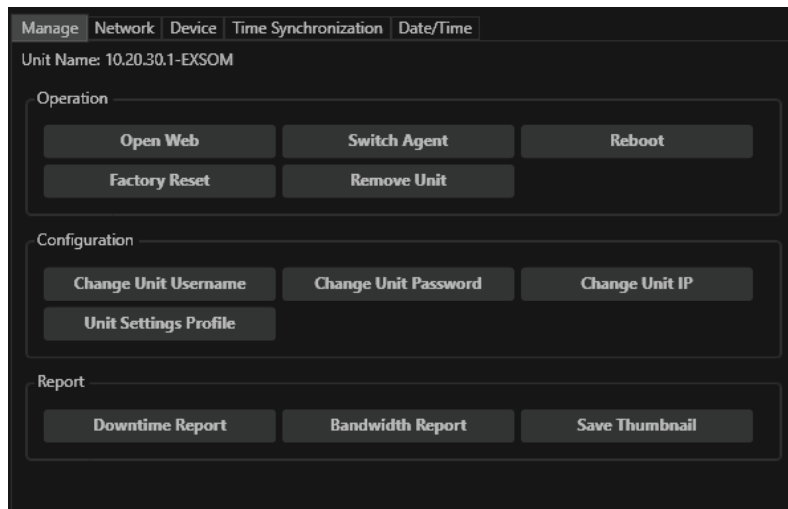 Manage Network Device Time Synchronization Date/Time
Unit Name: 10.20.30.1-EXSOM
Operation
Open Web Switch Agent Reboot
Factory Reset Remove Unit
Configuration
Change Unit Username Change Unit Password Change Unit IP
Unit Settings Profile
Report
Downtime Report Bandwidth Report Save Thumbnail